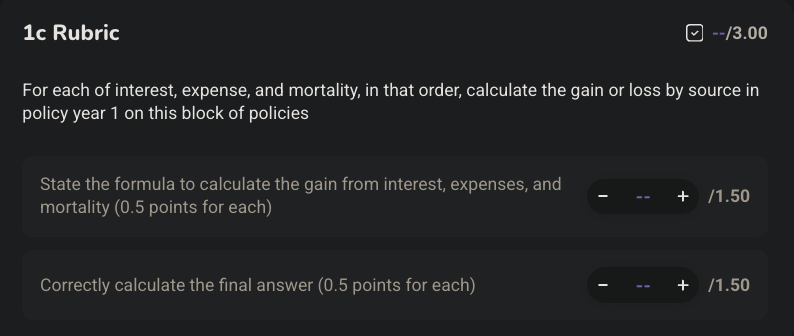 1c Rubric
--/3.00
For each of interest, expense, and mortality, in that order, calculate the gain or loss by source in
policy year 1 on this block of policies
State the formula to calculate the gain from interest, expenses, and
mortality (0.5 points for each)
− -- + /1.50
Correctly calculate the final answer (0.5 points for each)
− -- + /1.50